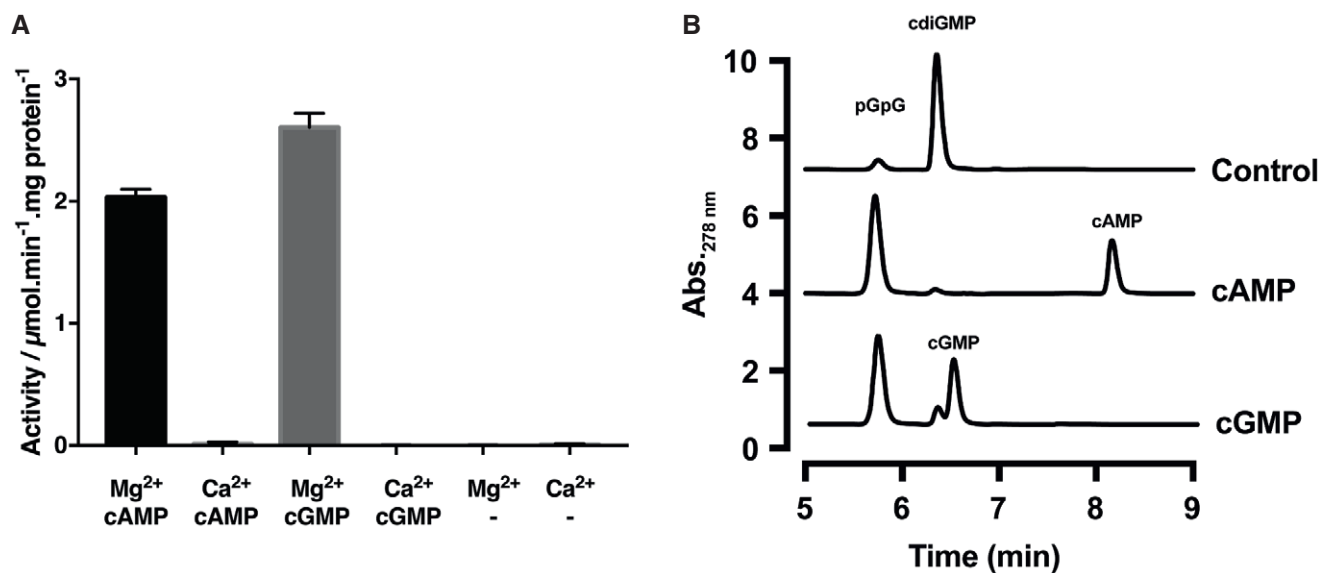 A
Activity / µmol.min⁻¹.mg protein⁻¹
3
2
1
0
Mg²⁺ Ca²⁺ Mg²⁺ Ca²⁺ Mg²⁺ Ca²⁺
cAMP cAMP cGMP cGMP - -
B
Abs.278 nm
10
8
6
4
2
0
cdiGMP
pGpG
Control
cAMP
cAMP
cGMP
cGMP
5 6 7 8 9
Time (min)